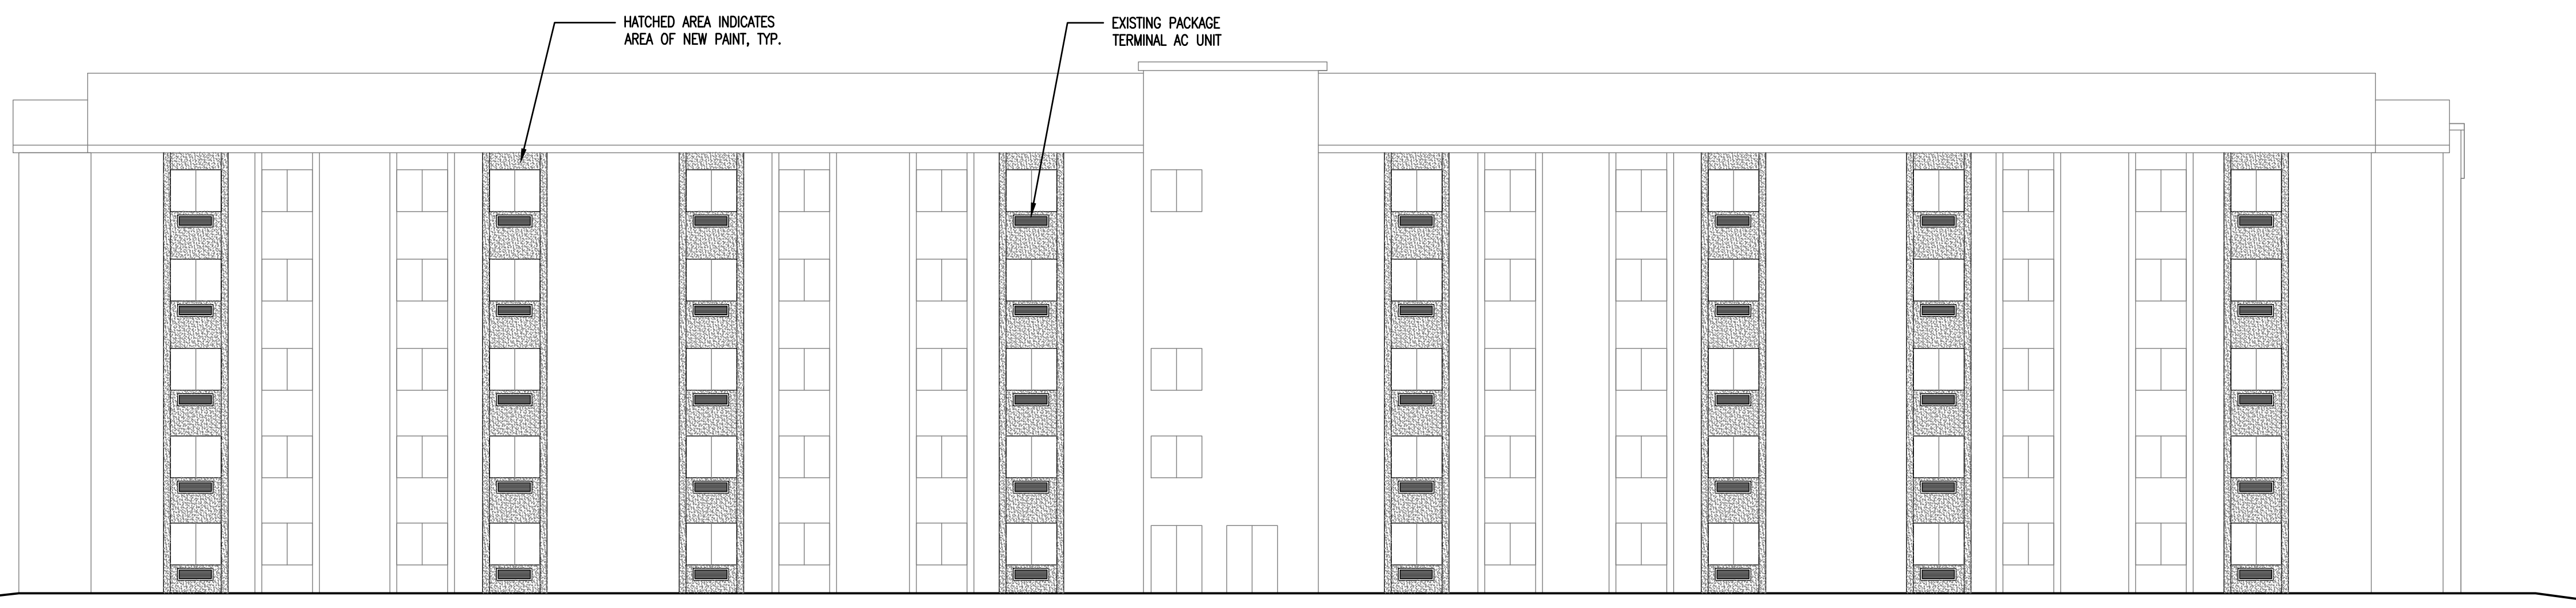 HATCHED AREA INDICATES
AREA OF NEW PAINT, TYP.
EXISTING PACKAGE
TERMINAL AC UNIT